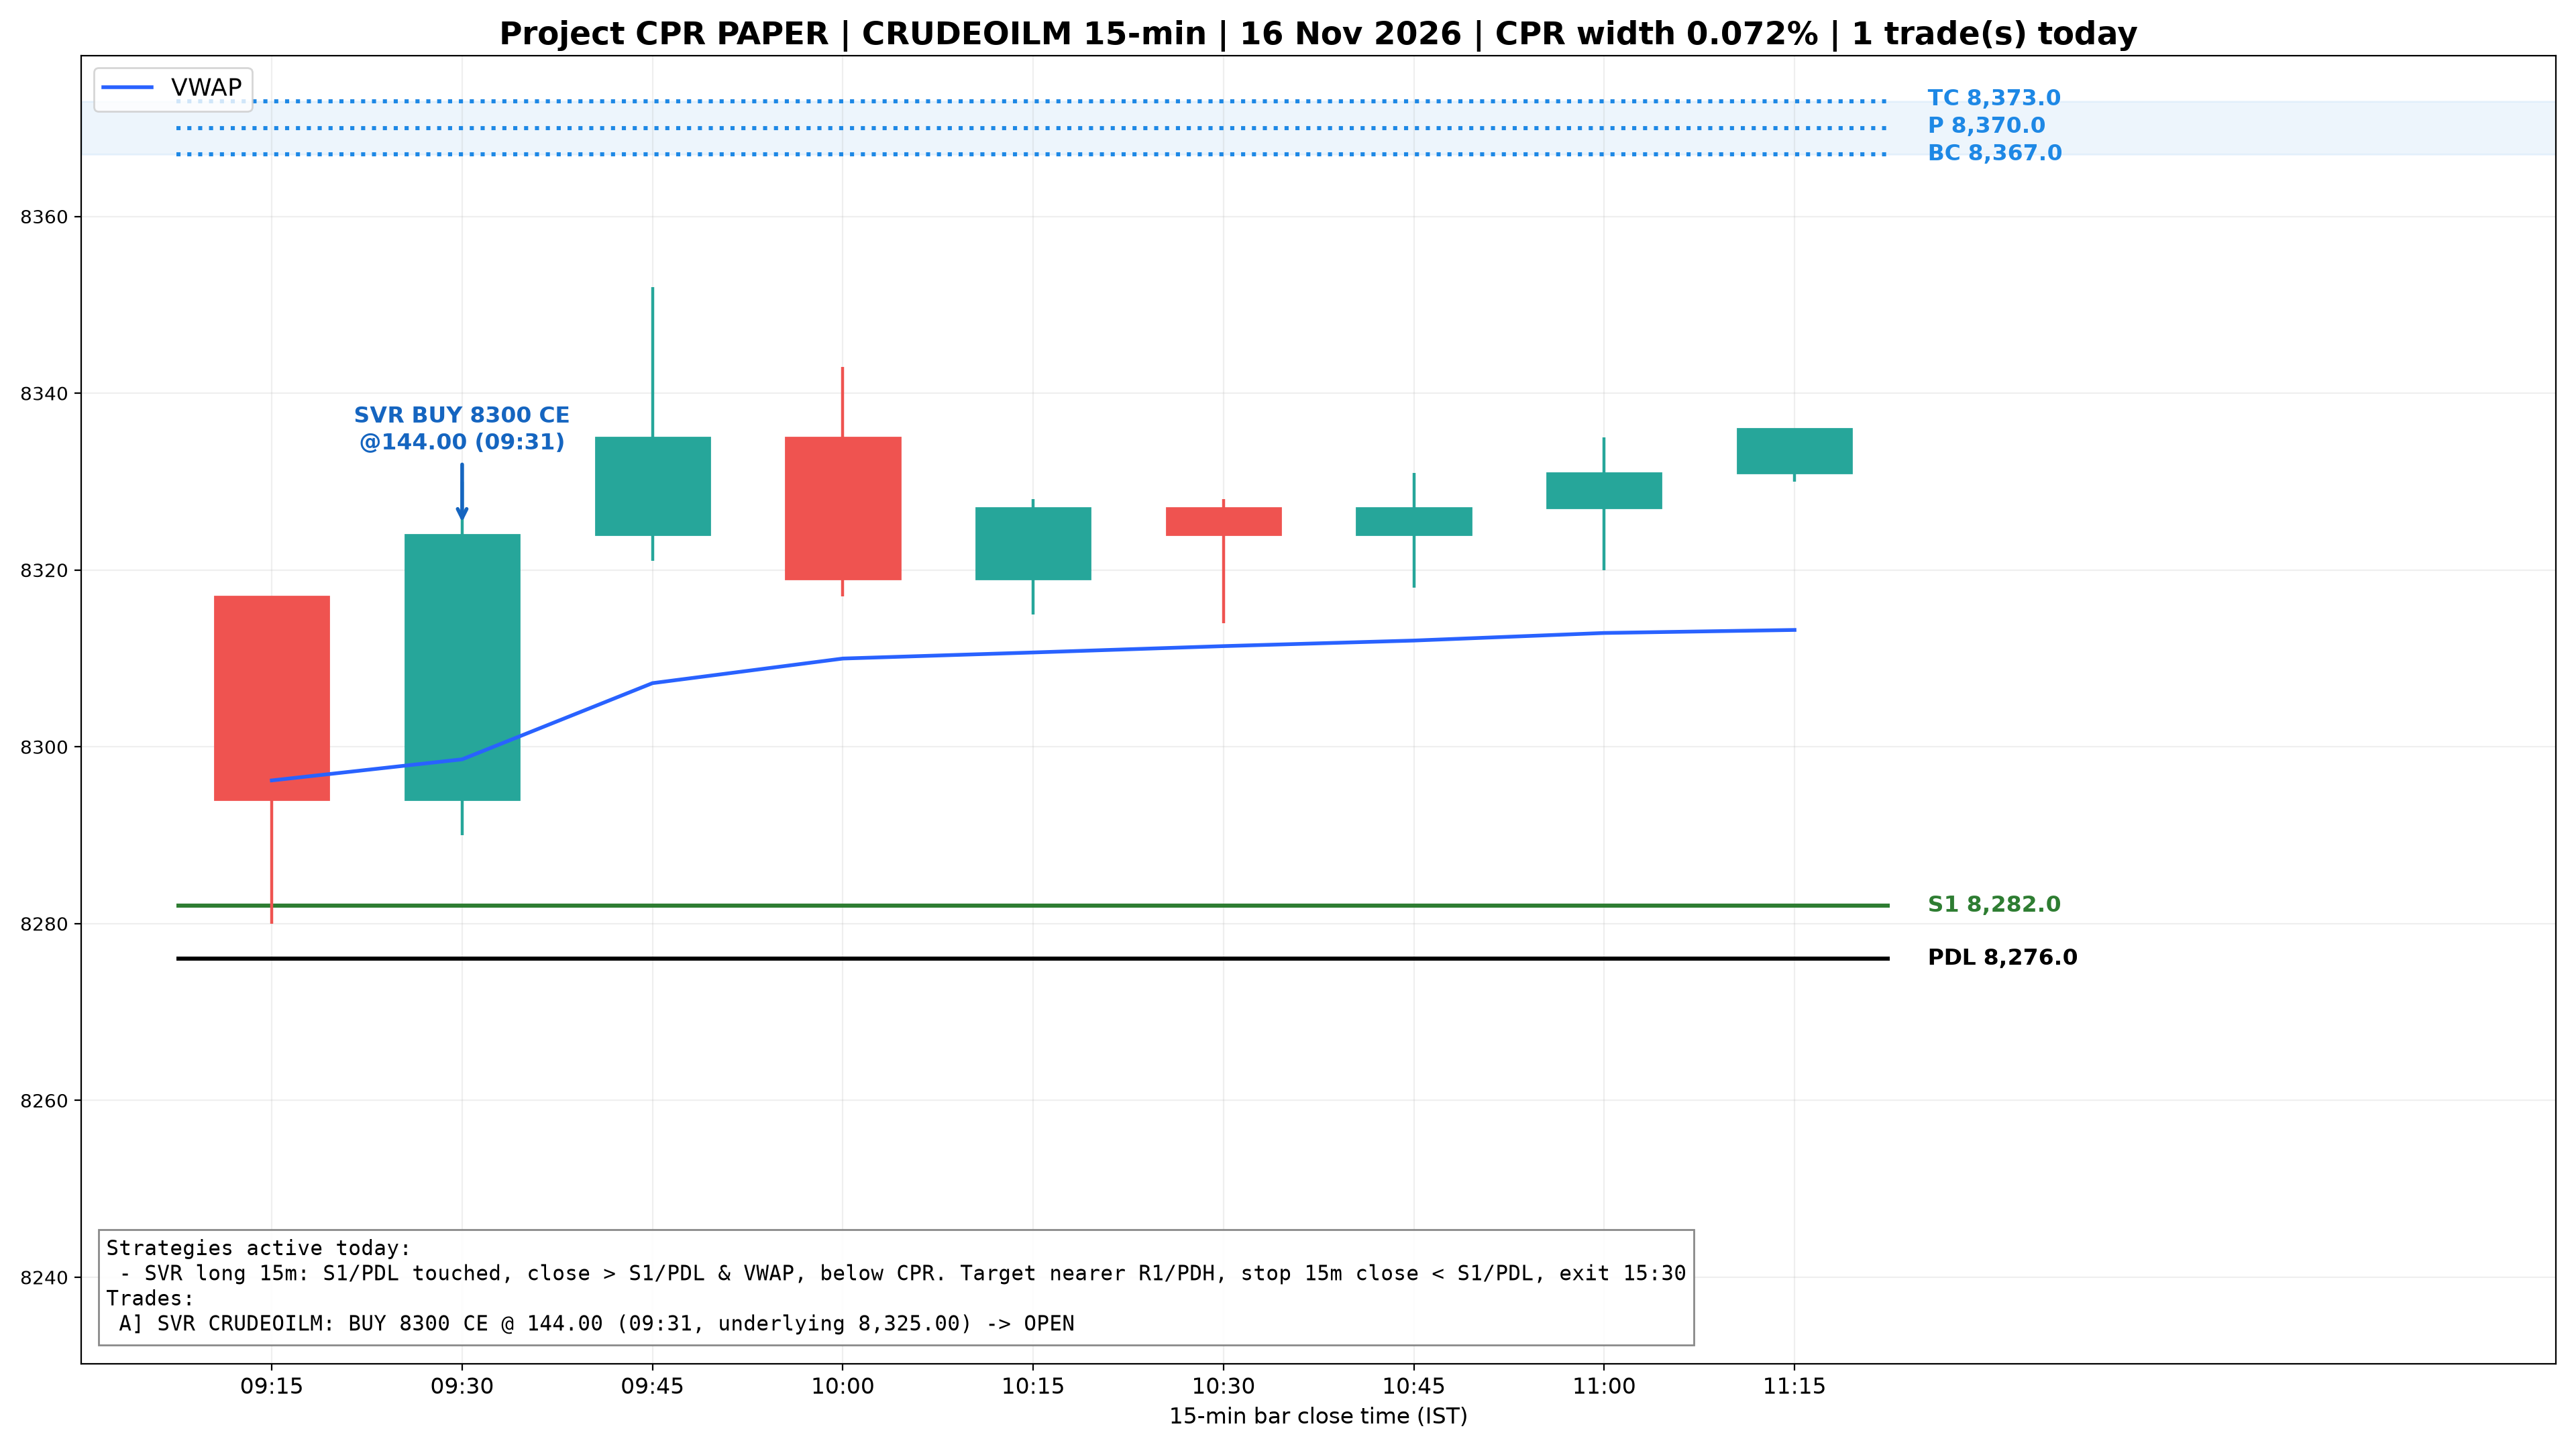 Project CPR PAPER | CRUDEOILM 15-min | 16 Nov 2026 | CPR width 0.072% | 1 trade(s) today
VWAP
TC 8,373.0
P 8,370.0
BC 8,367.0
8360
8340
SVR BUY 8300 CE
@144.00 (09:31)
8320
8300
S1 8,282.0
8280
PDL 8,276.0
8260
8240
Strategies active today:
- SVR long 15m: S1/PDL touched, close > S1/PDL & VWAP, below CPR. Target nearer R1/PDH, stop 15m close < S1/PDL, exit 15:30
Trades:
A] SVR CRUDEOILM: BUY 8300 CE @ 144.00 (09:31, underlying 8,325.00) -> OPEN
09:15 09:30 09:45 10:00 10:15 10:30 10:45 11:00 11:15
15-min bar close time (IST)